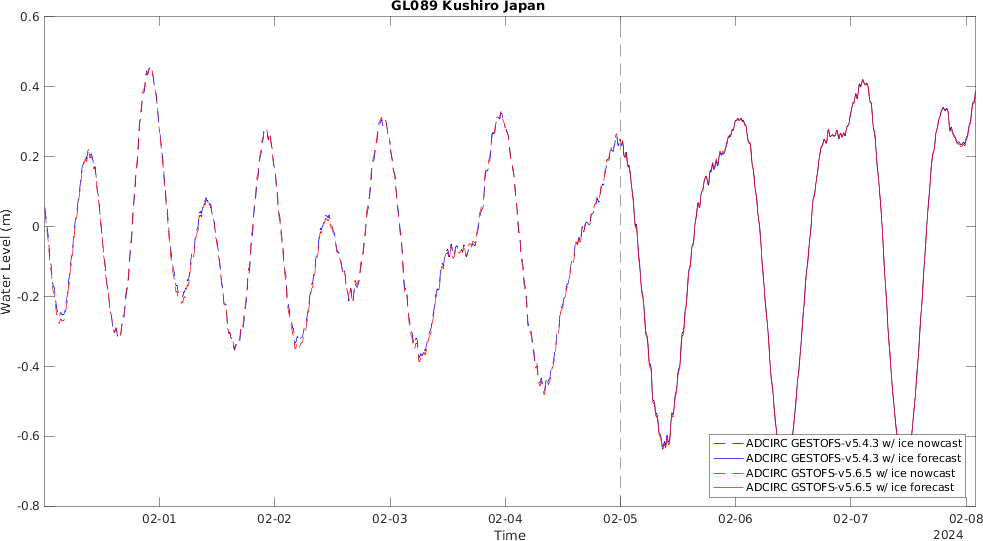 GL089 Kushiro Japan
Water Level (m)
0.6
0.4
0.2
0
-0.2
-0.4
-0.6
-0.8
02-01 02-02 02-03 02-04 02-05 02-06 02-07 02-08
2024
Time
ADCIRC GESTOFS-v5.4.3 w/ ice nowcast
ADCIRC GESTOFS-v5.4.3 w/ ice forecast
ADCIRC GSTOFS-v5.6.5 w/ ice nowcast
ADCIRC GSTOFS-v5.6.5 w/ ice forecast